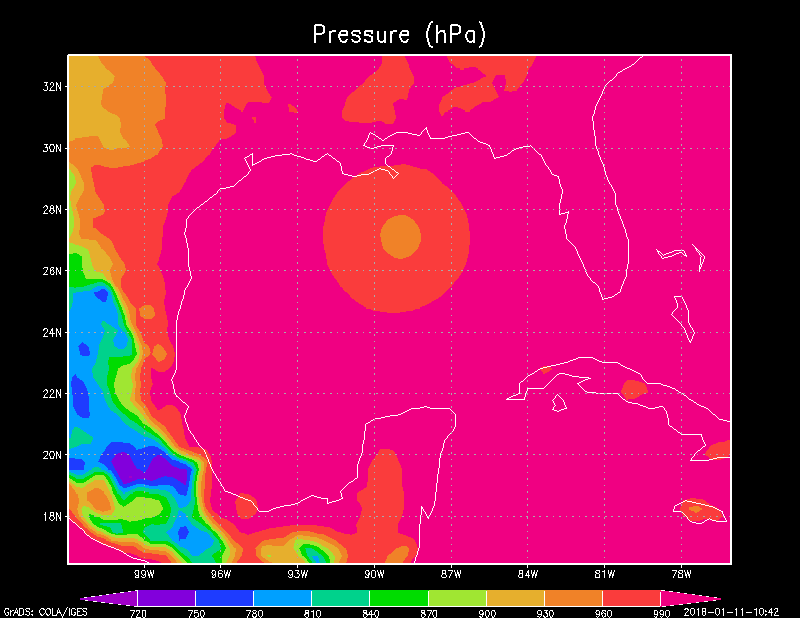 Pressure (hPa)
32N
30N
28N
26N
24N
22N
20N
18N
99W 96W 93W 90W 87W 84W 81W 78W
720 750 780 810 840 870 900 930 960 990
GrADS: COLA/IGES 2018-01-11-10:42